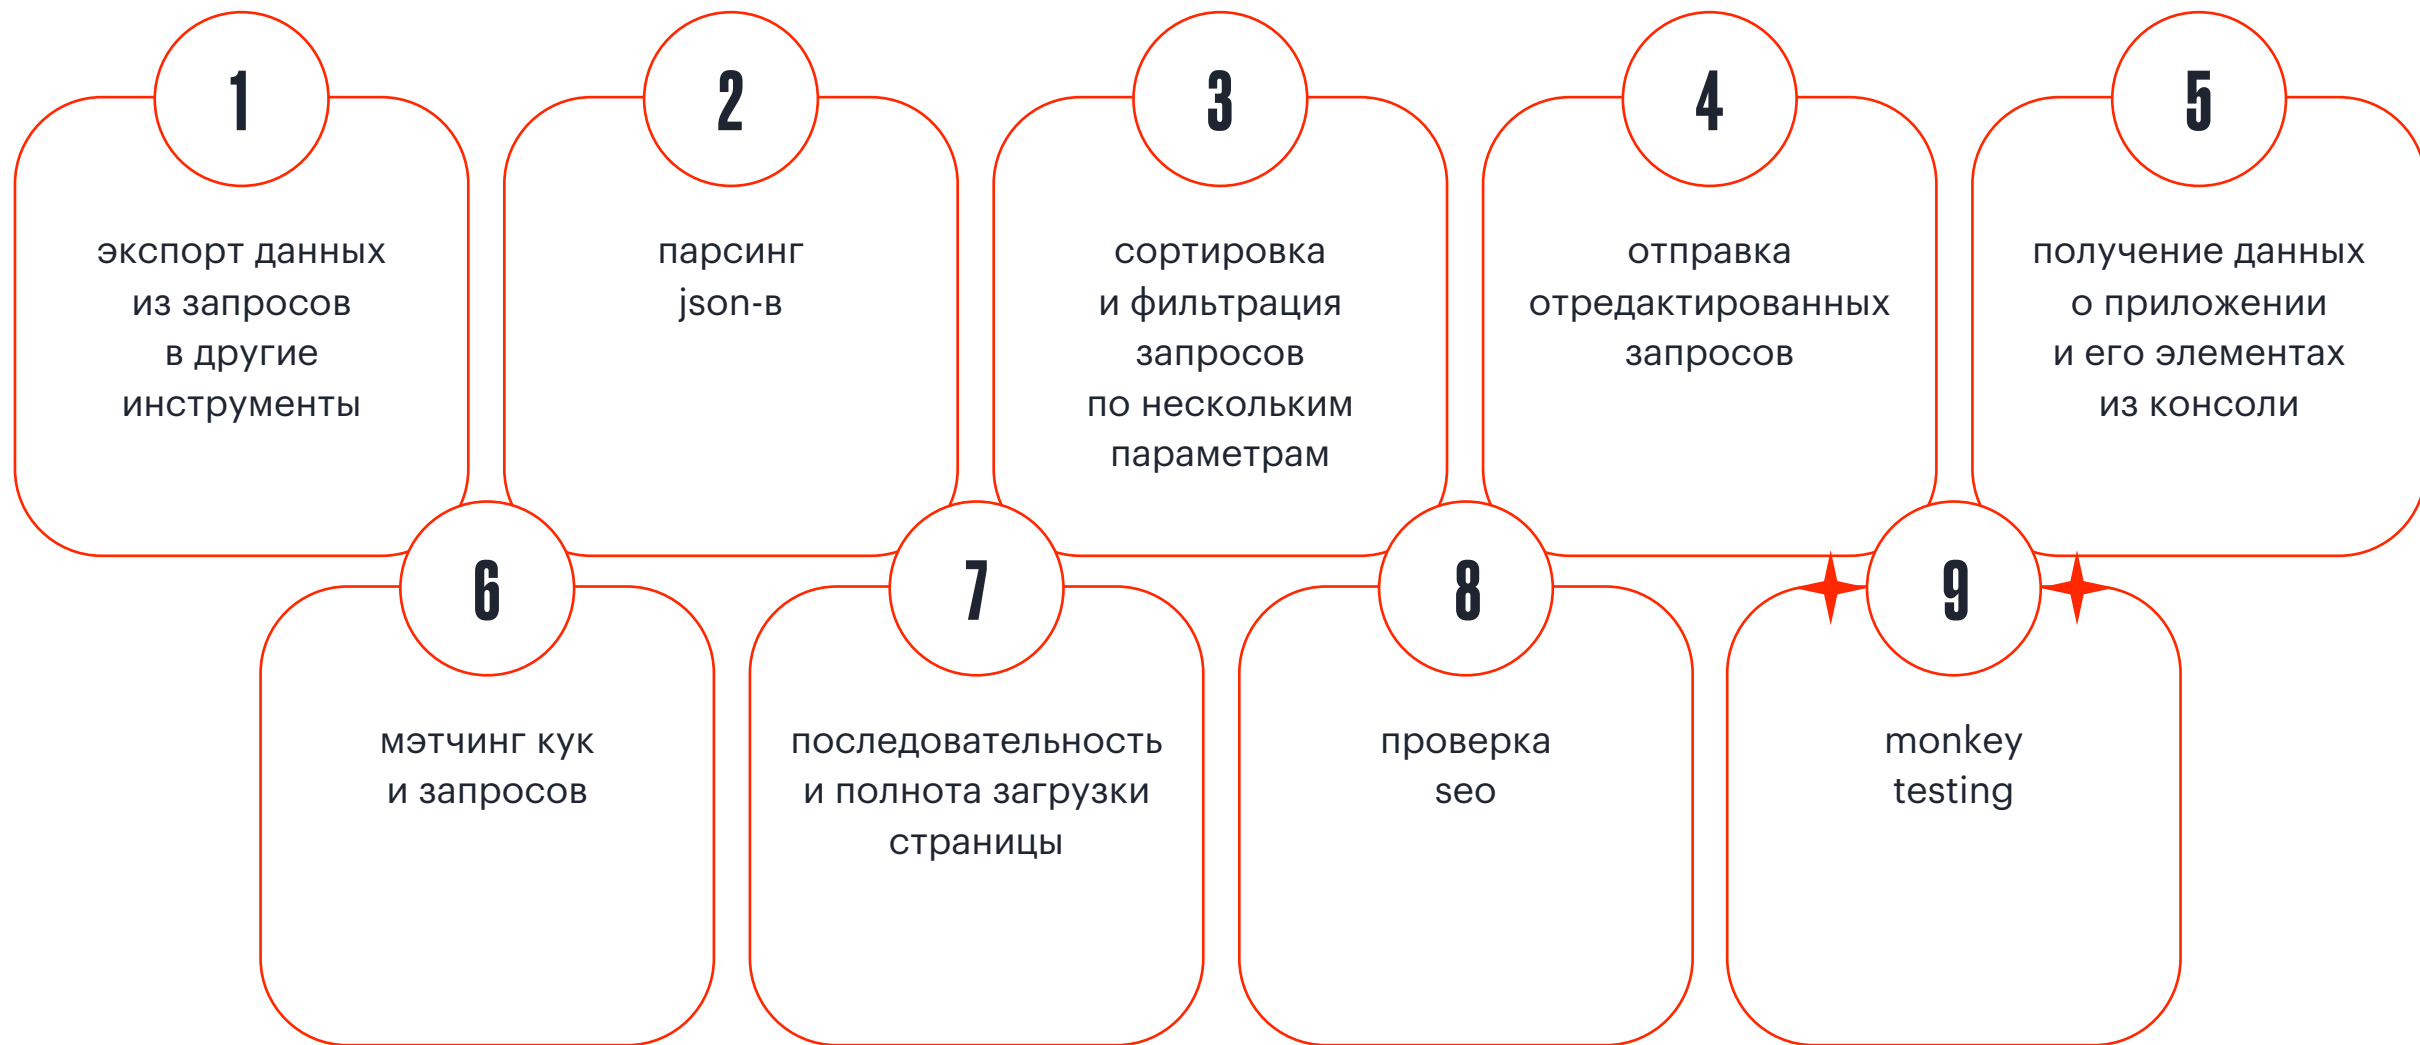 1
экспорт данных
из запросов
в другие
инструменты
2
парсинг
json-в
3
сортировка
и фильтрация
запросов
по нескольким
параметрам
4
отправка
отредактированных
запросов
5
получение данных
о приложении
и его элементах
из консоли
6
мэтчинг кук
и запросов
7
последовательность
и полнота загрузки
страницы
8
проверка
seo
9
monkey
testing